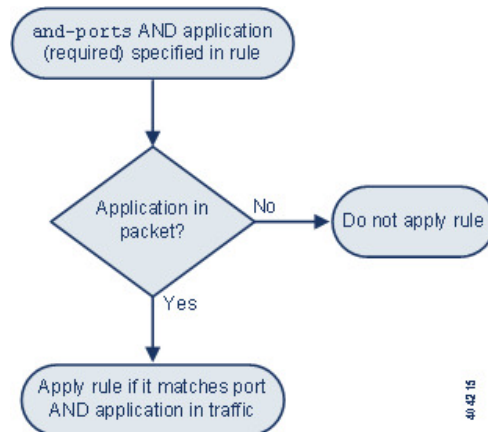 and-ports AND application
(required) specified in rule
Application in
packet?
No
Do not apply rule
Yes
Apply rule if it matches port
AND application in traffic
404215